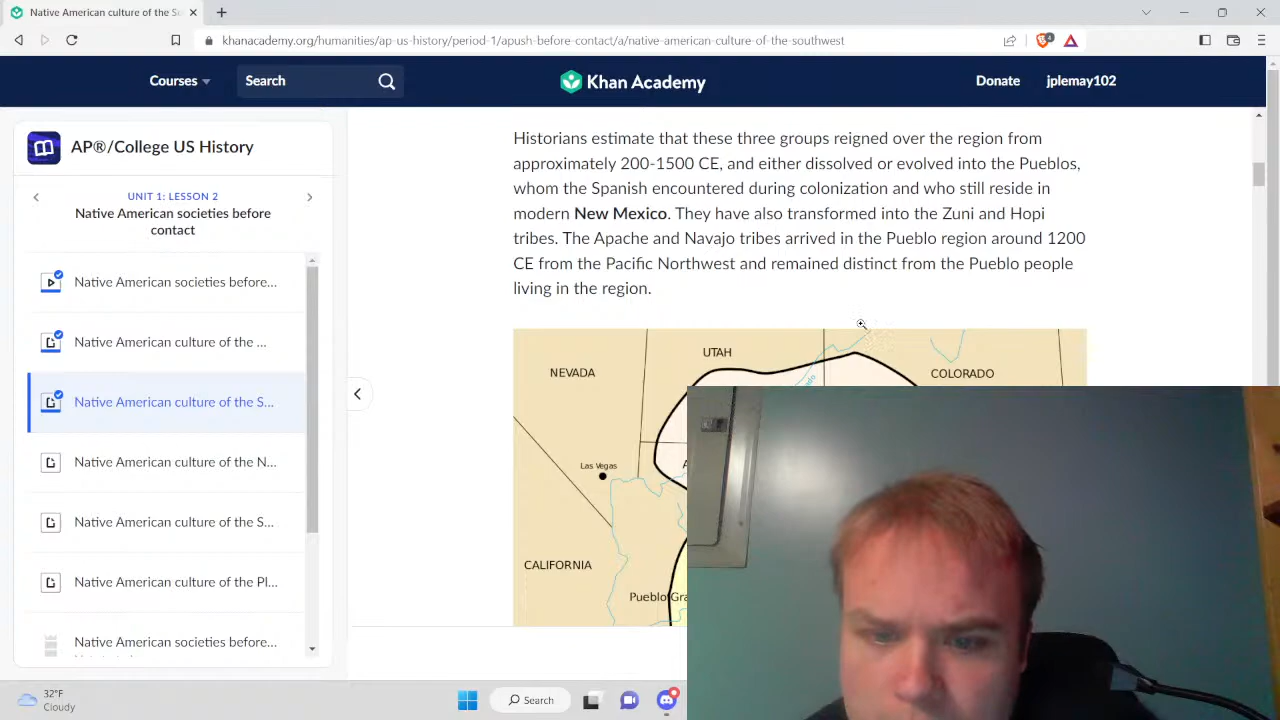 Native American culture of the S
khanacademy.org/humanities/ap-us-history/period-1/apush-before-contact/a/native-american-culture-of-the-southwest
4
Courses
Search
Khan Academy
Donate
jplemay102
AP®/College US History
UNIT 1: LESSON 2
Native American societies before
contact
Native American societies before...
Native American culture of the ...
Native American culture of the S...
Native American culture of the N...
Native American culture of the S...
Native American culture of the Pl...
Native American societies before...
Historians estimate that these three groups reigned over the region from
approximately 200-1500 CE, and either dissolved or evolved into the Pueblos,
whom the Spanish encountered during colonization and who still reside in
modern New Mexico. They have also transformed into the Zuni and Hopi
tribes. The Apache and Navajo tribes arrived in the Pueblo region around 1200
CE from the Pacific Northwest and remained distinct from the Pueblo people
living in the region.
UTAH
NEVADA
COLORADO
Las Vegas
CALIFORNIA
Pueblo Gra
32°F
Cloudy
Search